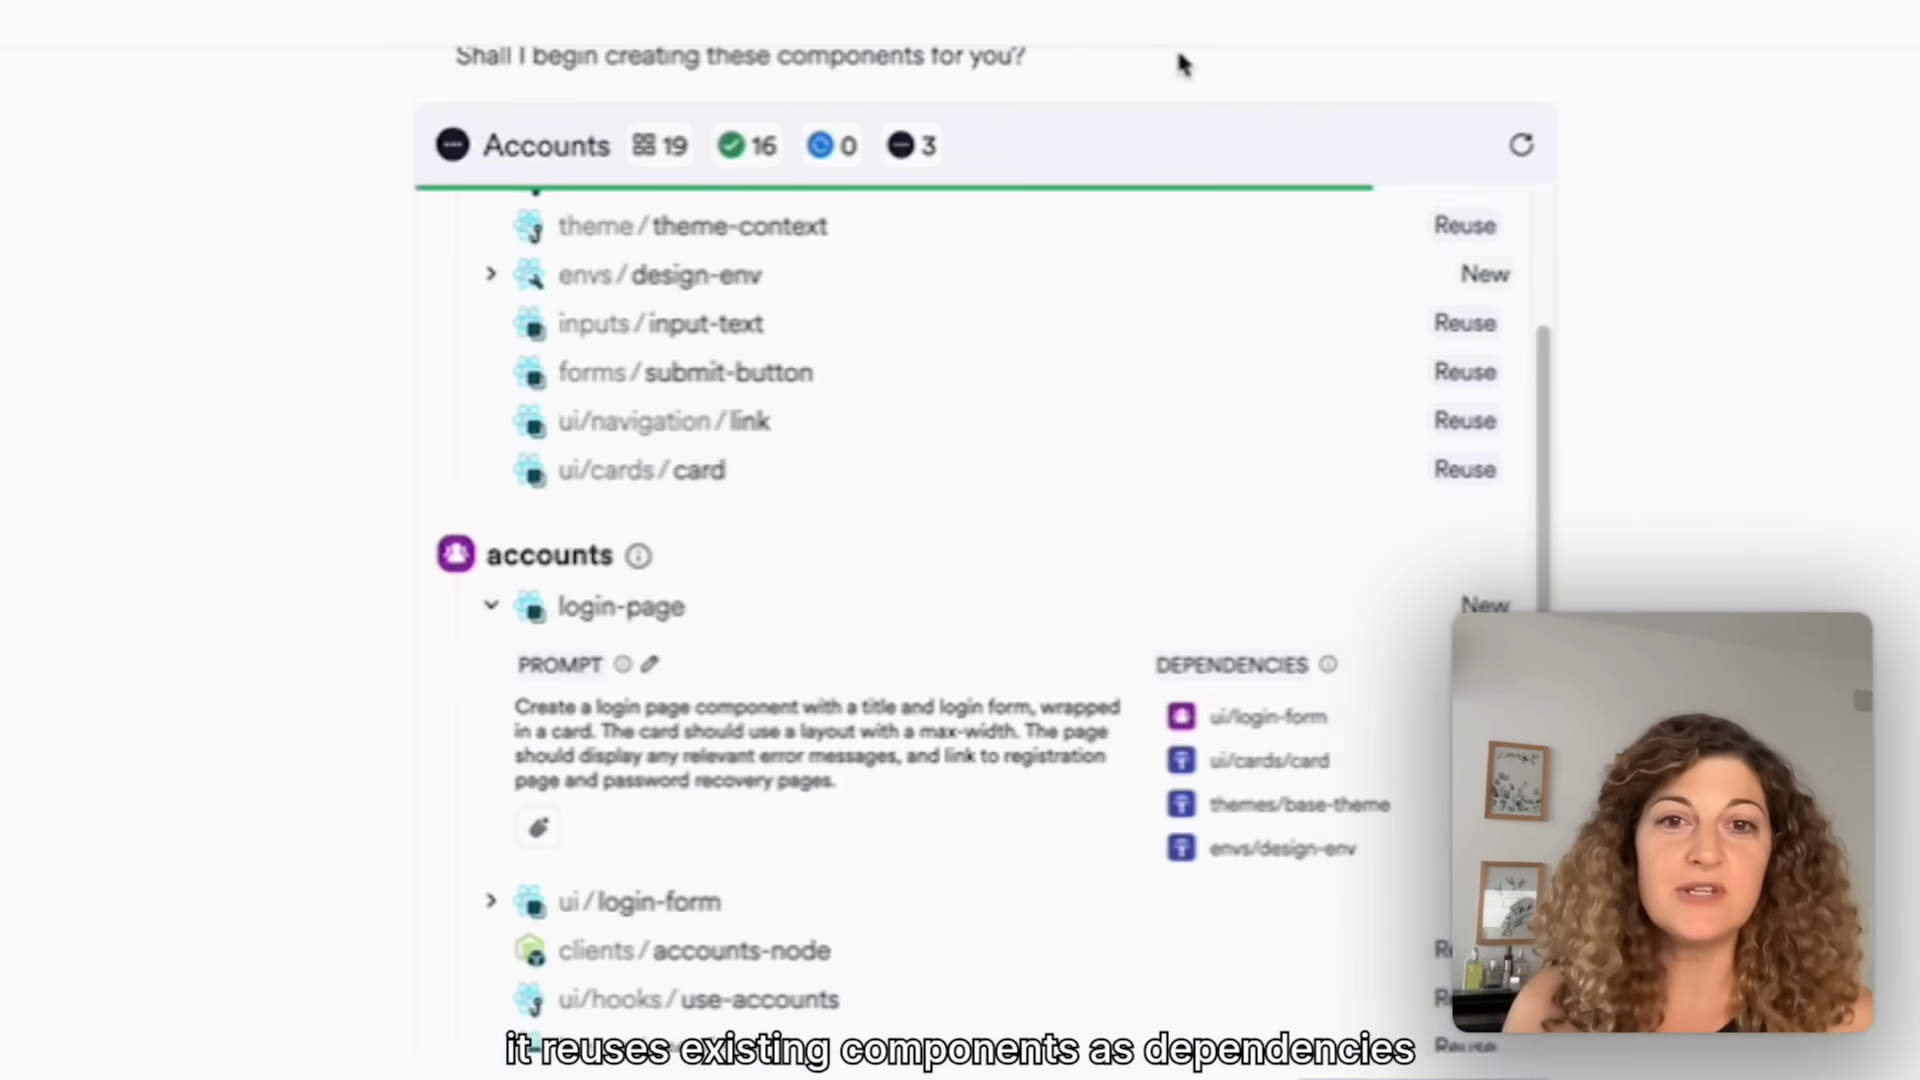 Shall I begin creating these components for you?
Accounts 19 16 0 3
theme / theme-context Reuse
envs / design-env New
inputs / input-text Reuse
forms / submit-button Reuse
ui/navigation / link Reuse
ui/cards / card Reuse
accounts
login-page New
PROMPT
Create a login page component with a title and login form, wrapped
in a card. The card should use a layout with a max-width. The page
should display any relevant error messages, and link to registration
page and password recovery pages.
DEPENDENCIES
ui/login-form
ui/cards/card
themes/base-theme
envs/design-env
ui / login-form
clients / accounts-node
ui/hooks / use-accounts
Reuse
it reuses existing components as dependencies